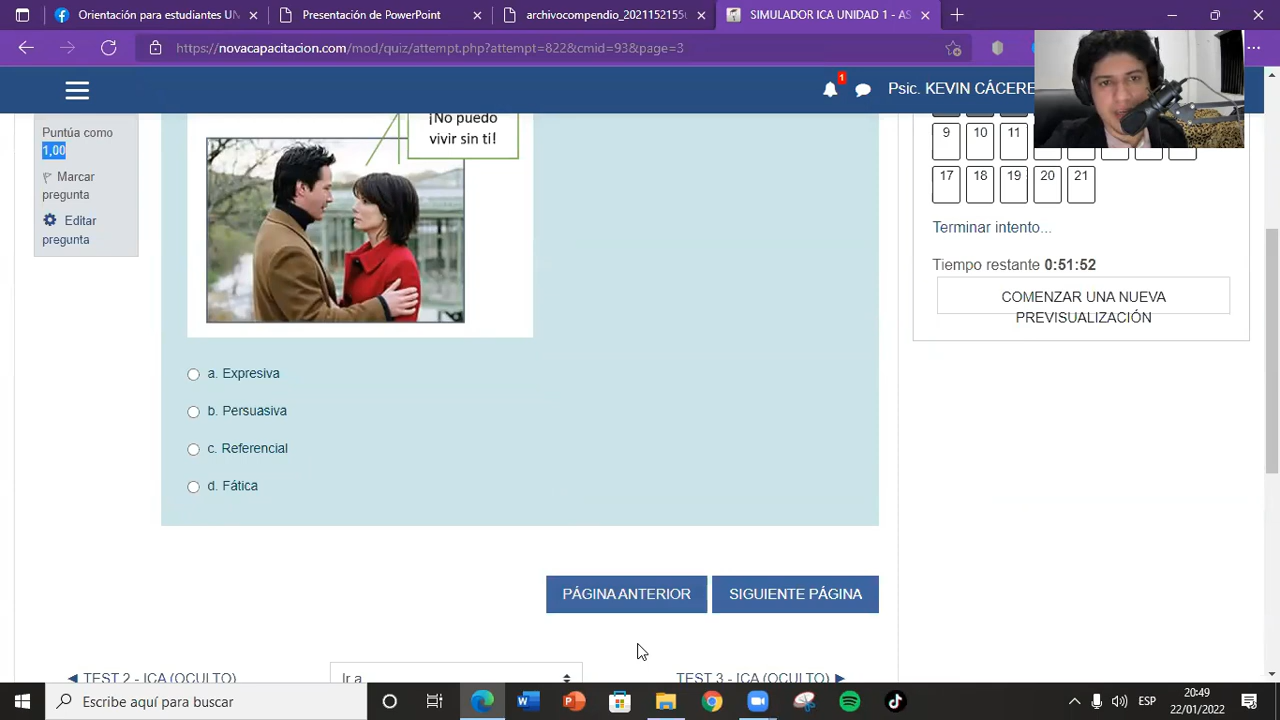 Orientación para estudiantes UN
Presentación de PowerPoint
archivocompendio_2021152155
SIMULADOR ICA UNIDAD 1 - AS
https://novacapacitacion.com/mod/quiz/attempt.php?attempt=822&cmid=93&page=3
1
Psic. KEVIN CÁCERE
Puntúa como
1,00
Marcar
pregunta
Editar
pregunta
¡No puedo
vivir sin ti!
a. Expresiva
b. Persuasiva
c. Referencial
d. Fática
9 10 11
17 18 19 20 21
Terminar intento...
Tiempo restante 0:51:52
COMENZAR UNA NUEVA
PREVISUALIZACIÓN
PÁGINA ANTERIOR
SIGUIENTE PÁGINA
◄ TEST 2 - ICA (OCULTO)
Ir a
TEST 3 - ICA (OCULTO) ►
Escribe aquí para buscar
ESP
20:49
22/01/2022